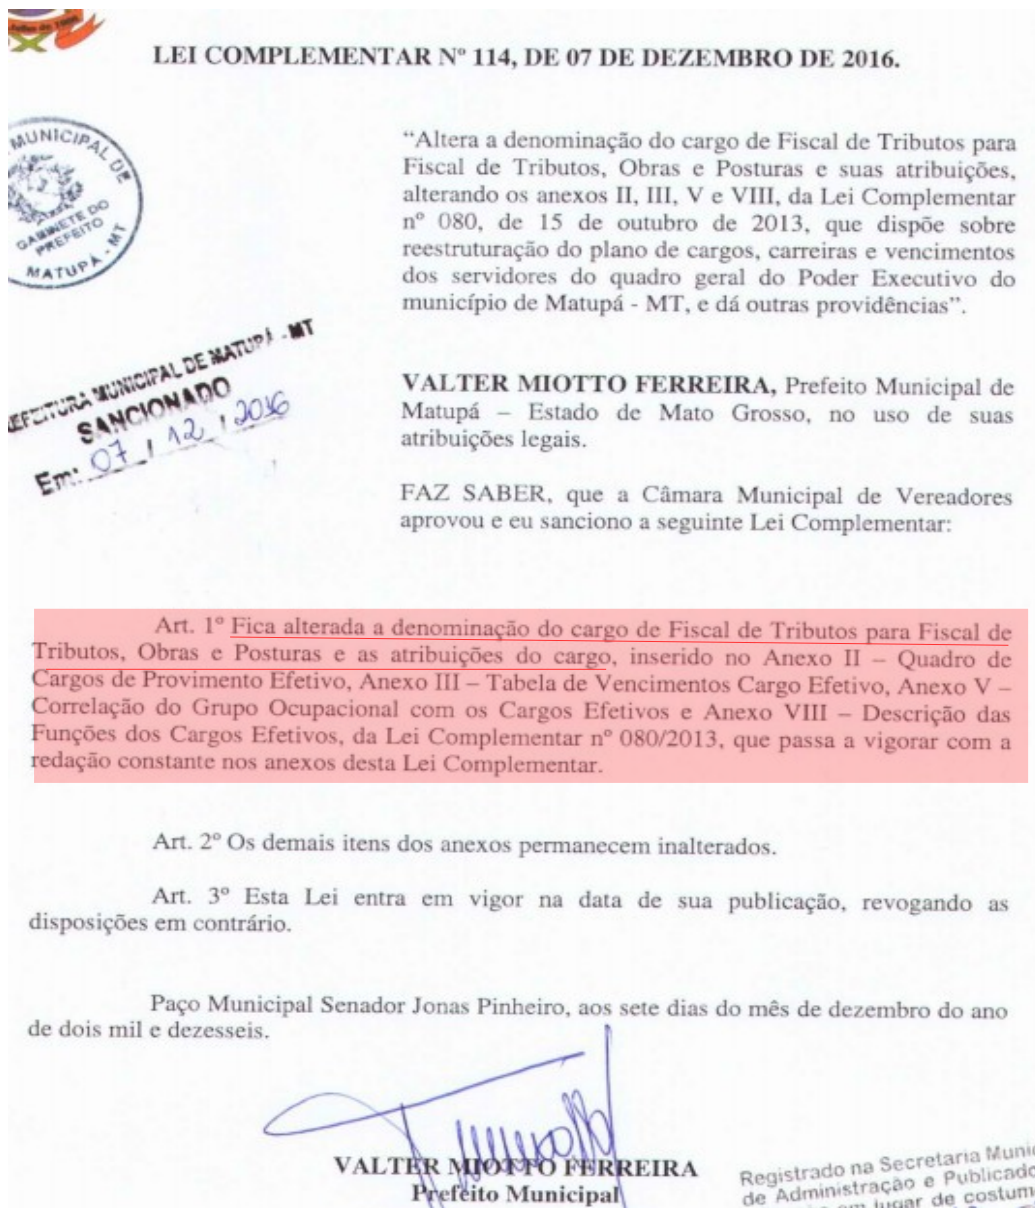 LEI COMPLEMENTAR Nº 114, DE 07 DE DEZEMBRO DE 2016.
MUNICIPAL DE
GABINETE DO
PREFEITO
MATUPÁ - MT
“Altera a denominação do cargo de Fiscal de Tributos para
Fiscal de Tributos, Obras e Posturas e suas atribuições,
alterando os anexos II, III, V e VIII, da Lei Complementar
nº 080, de 15 de outubro de 2013, que dispõe sobre
reestruturação do plano de cargos, carreiras e vencimentos
dos servidores do quadro geral do Poder Executivo do
município de Matupá - MT, e dá outras providências”.
EFEITURA MUNICIPAL DE MATUPÁ - MT
SANCIONADO
Em: 07 / 12 / 2016
VALTER MIOTTO FERREIRA, Prefeito Municipal de
Matupá – Estado de Mato Grosso, no uso de suas
atribuições legais.
FAZ SABER, que a Câmara Municipal de Vereadores
aprovou e eu sanciono a seguinte Lei Complementar:
Art. 1º Fica alterada a denominação do cargo de Fiscal de Tributos para Fiscal de
Tributos, Obras e Posturas e as atribuições do cargo, inserido no Anexo II – Quadro de
Cargos de Provimento Efetivo, Anexo III – Tabela de Vencimentos Cargo Efetivo, Anexo V –
Correlação do Grupo Ocupacional com os Cargos Efetivos e Anexo VIII – Descrição das
Funções dos Cargos Efetivos, da Lei Complementar nº 080/2013, que passa a vigorar com a
redação constante nos anexos desta Lei Complementar.
Art. 2º Os demais itens dos anexos permanecem inalterados.
Art. 3º Esta Lei entra em vigor na data de sua publicação, revogando as
disposições em contrário.
Paço Municipal Senador Jonas Pinheiro, aos sete dias do mês de dezembro do ano
de dois mil e dezesseis.
VALTER MIOTTO FERREIRA
Prefeito Municipal
Registrado na Secretaria Munic
de Administração e Publicado
em lugar de costum